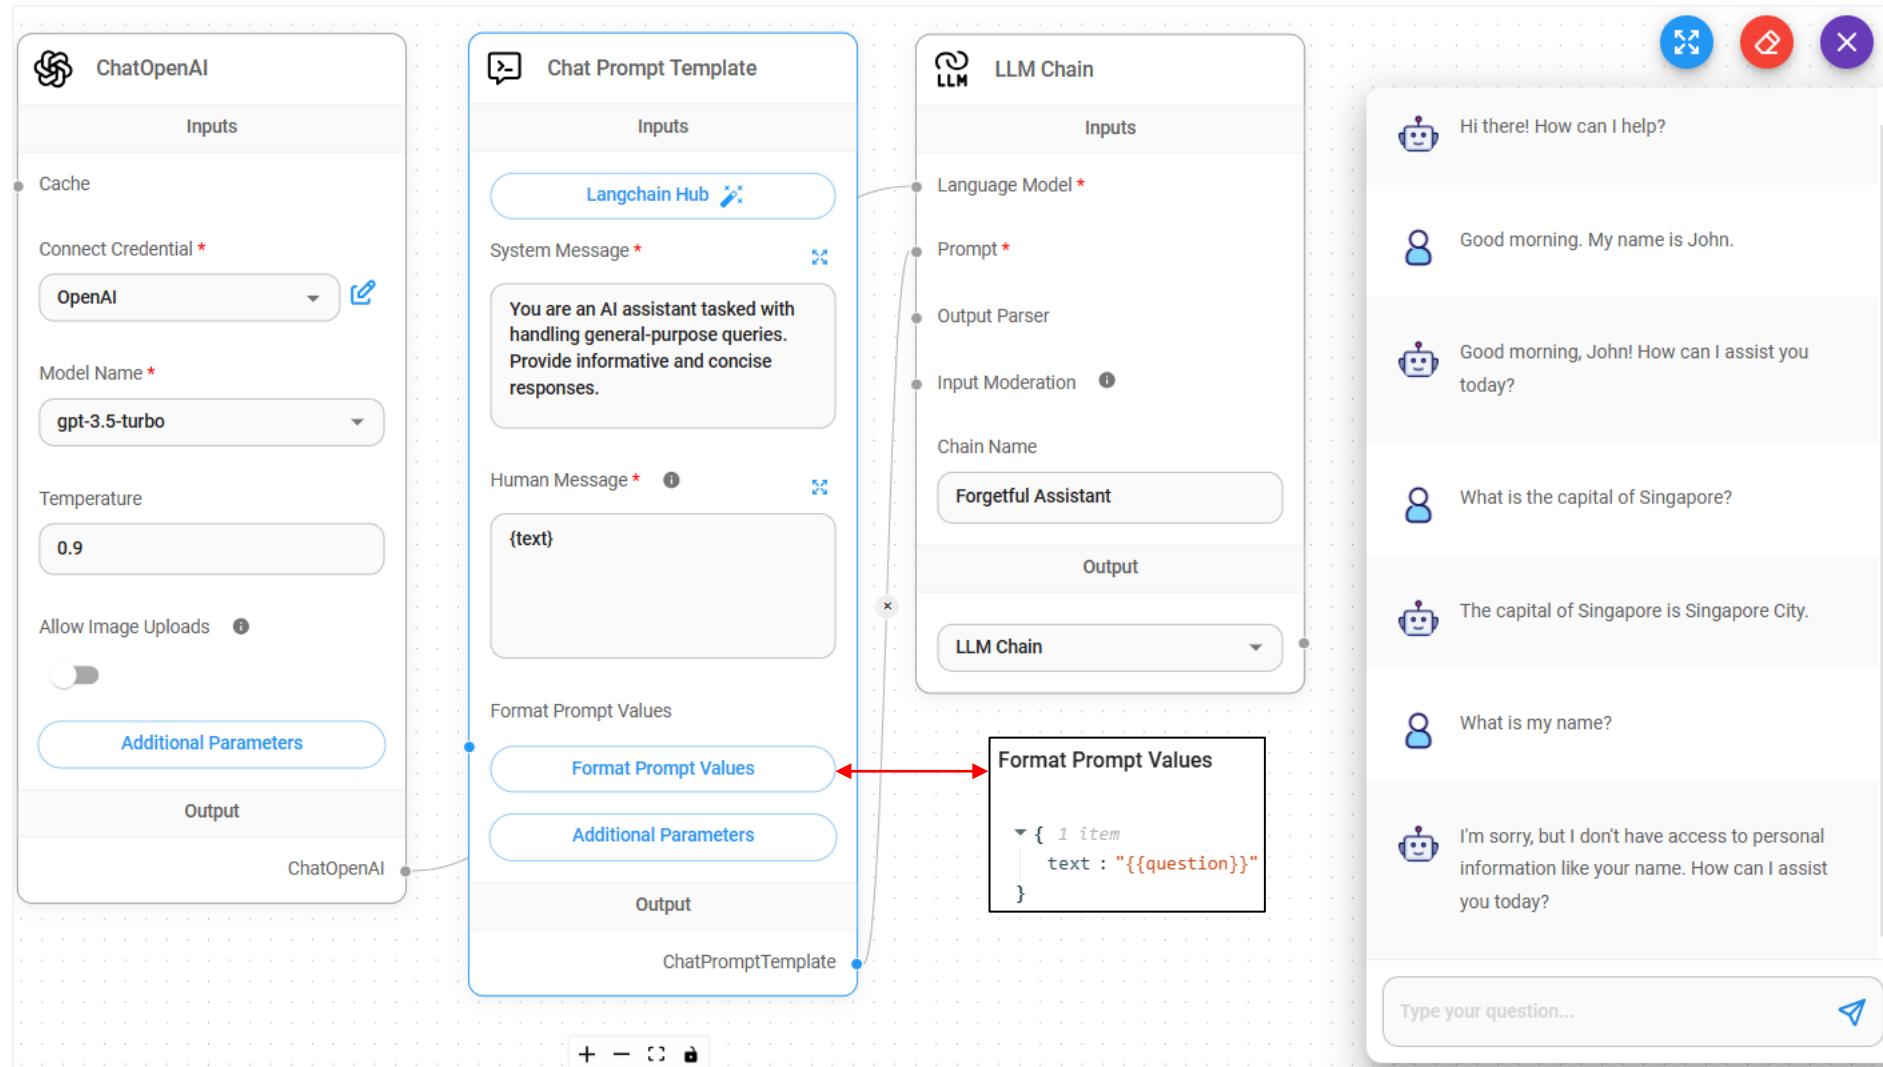 ChatOpenAI
Inputs
Cache
Connect Credential *
OpenAI
Model Name *
gpt-3.5-turbo
Temperature
0.9
Allow Image Uploads
Additional Parameters
Output
ChatOpenAI
Chat Prompt Template
Inputs
Langchain Hub
System Message *
You are an AI assistant tasked with
handling general-purpose queries.
Provide informative and concise
responses.
Human Message *
{text}
Format Prompt Values
Format Prompt Values
Additional Parameters
Output
ChatPromptTemplate
LLM
LLM Chain
Inputs
Language Model *
Prompt *
Output Parser
Input Moderation
Chain Name
Forgetful Assistant
Output
LLM Chain
Format Prompt Values
{ 1 item
text : "{{question}}"
}
Hi there! How can I help?
Good morning. My name is John.
Good morning, John! How can I assist you
today?
What is the capital of Singapore?
The capital of Singapore is Singapore City.
What is my name?
I'm sorry, but I don't have access to personal
information like your name. How can I assist
you today?
Type your question...